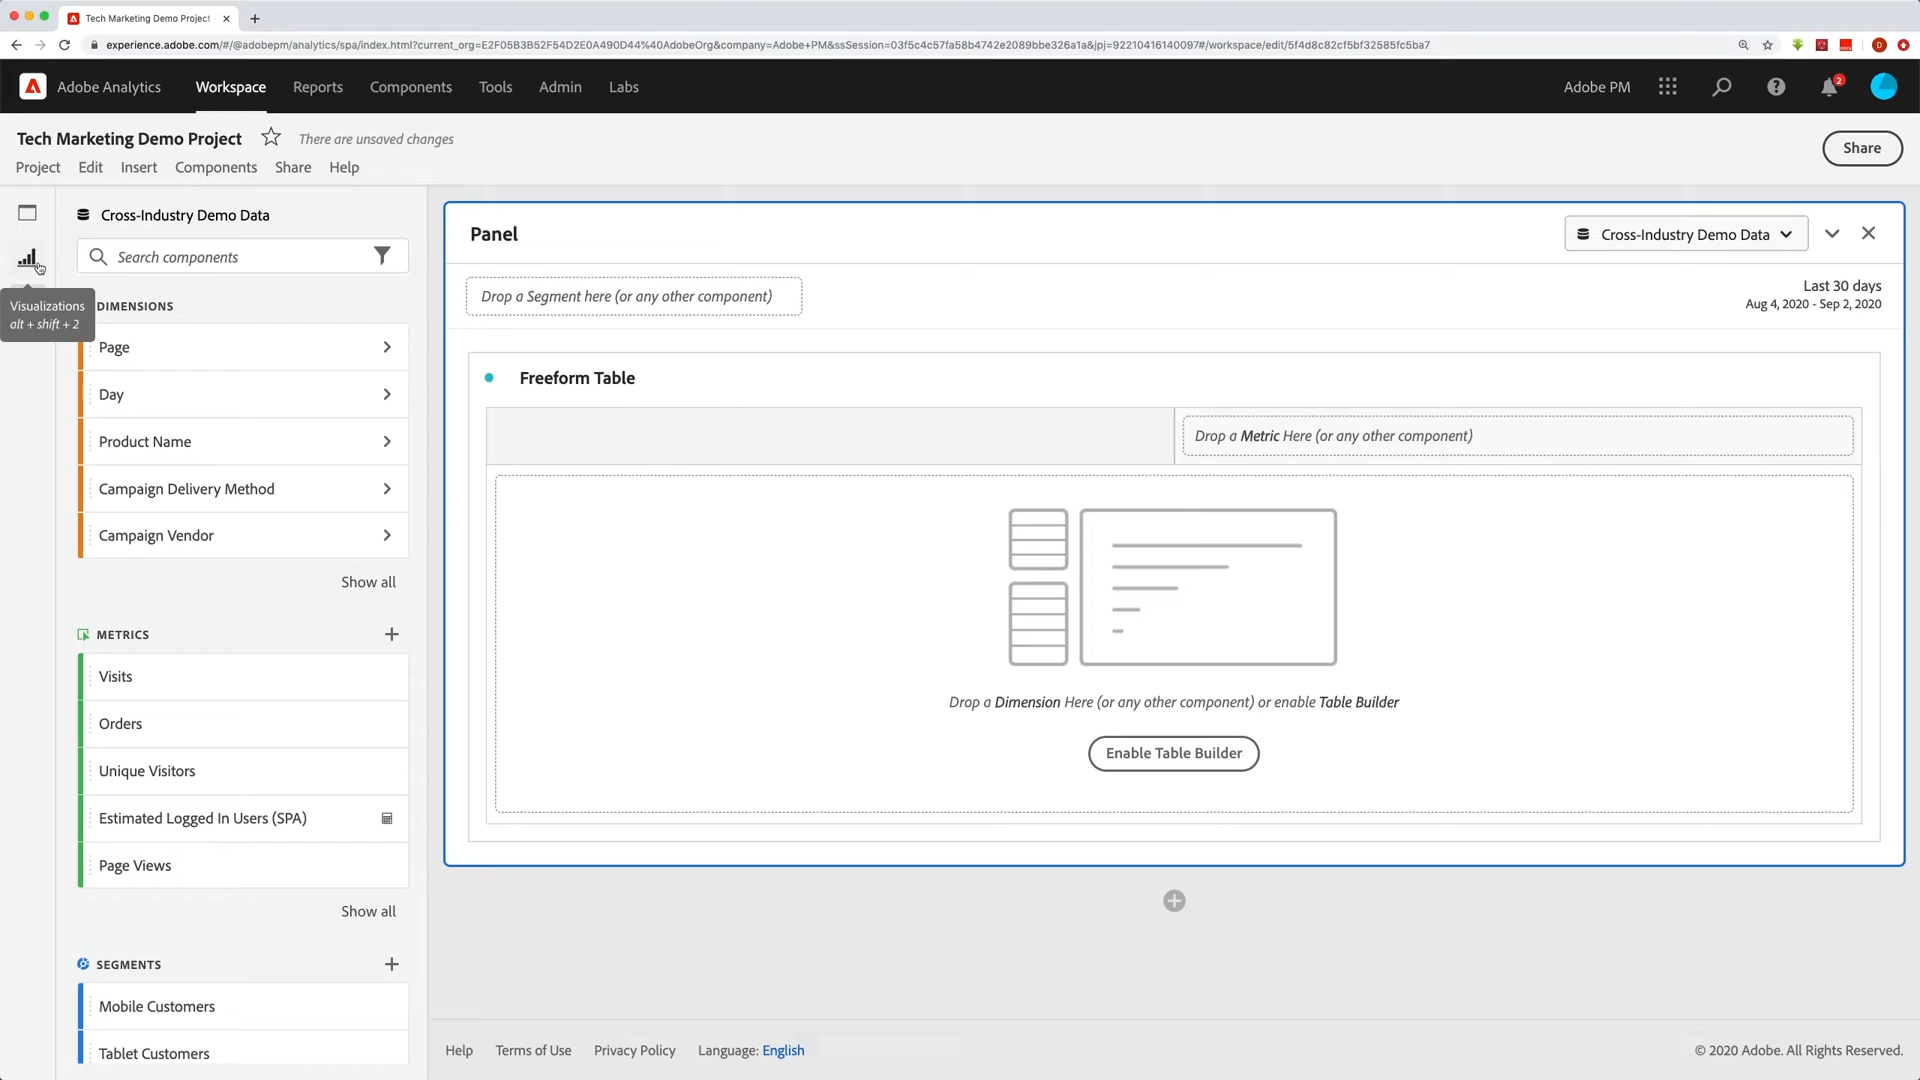 Tech Marketing Demo Project
experience.adobe.com/#/@adobepm/analytics/spa/index.html?current_org=E2F05B3B52F54D2E0A490D44%40AdobeOrg&company=Adobe+PM&ssSession=03f5c4c57fa58b4742e2089bbe326a1a&jpj=92210416140097#/workspace/edit/5f4d8c82cf5bf32585fc5ba7
D
Adobe Analytics Workspace Reports Components Tools Admin Labs Adobe PM 2
Tech Marketing Demo Project There are unsaved changes
Share
Project Edit Insert Components Share Help
Cross-Industry Demo Data
Search components
Visualizations
alt + shift + 2
DIMENSIONS
Page
Day
Product Name
Campaign Delivery Method
Campaign Vendor
Show all
METRICS
Visits
Orders
Unique Visitors
Estimated Logged In Users (SPA)
Page Views
Show all
SEGMENTS
Mobile Customers
Tablet Customers
Panel
Cross-Industry Demo Data
Drop a Segment here (or any other component)
Last 30 days
Aug 4, 2020 - Sep 2, 2020
Freeform Table
Drop a Metric Here (or any other component)
Drop a Dimension Here (or any other component) or enable Table Builder
Enable Table Builder
Help Terms of Use Privacy Policy Language: English
© 2020 Adobe. All Rights Reserved.